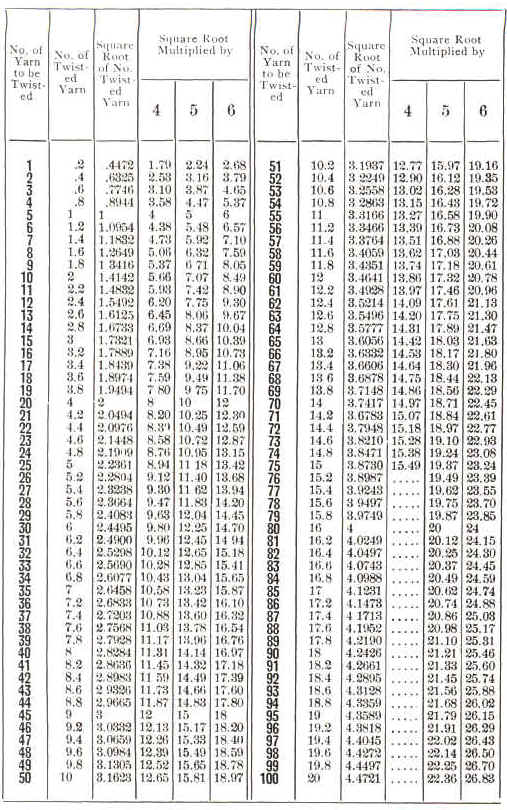 No. of Yarn to be Twisted | No. of Twisted Yarn | Square Root of No. Twisted Yarn | Square Root Multiplied by
4 5 6
1 .2 .4472 1.79 2.24 2.68
2 .4 .6325 2.53 3.16 3.79
3 .6 .7746 3.10 3.87 4.65
4 .8 .8944 3.58 4.47 5.37
5 1 1 4 5 6
6 1.2 1.0954 4.38 5.48 6.57
7 1.4 1.1832 4.73 5.92 7.10
8 1.6 1.2649 5.06 6.32 7.59
9 1.8 1.3416 5.37 6 71 8.05
10 2 1.4142 5.66 7.07 8.49
11 2.2 1.4832 5.93 7.42 8.90
12 2.4 1.5492 6.20 7.75 9.30
13 2.6 1.6125 6.45 8.06 9.67
14 2.8 1.6733 6.69 8.37 10.04
15 3 1.7321 6.93 8.66 10.39
16 3.2 1.7889 7.16 8.95 10.73
17 3.4 1.8439 7.38 9.22 11.06
18 3.6 1.8974 7.59 9.49 11.38
19 3.8 1.9494 7 80 9 75 11.70
20 4 2 8 10 12
21 4.2 2.0494 8.20 10.25 12.30
22 4.4 2.0976 8.39 10.49 12.59
23 4.6 2.1448 8.58 10.72 12.87
24 4.8 2.1909 8.76 10.95 13.15
25 5 2.2361 8.94 11 18 13.42
26 5.2 2.2804 9.12 11.40 13.68
27 5.4 2.3238 9.30 11.62 13.94
28 5.6 2.3664 9.47 11.83 14.20
29 5.8 2.4083 9.63 12.04 14.45
30 6 2.4495 9.80 12.25 14.70
31 6.2 2.4900 9.96 12.45 14 94
32 6.4 2.5298 10.12 12.65 15.18
33 6.6 2.5690 10.28 12.85 15.41
34 6.8 2.6077 10.43 13.04 15.65
35 7 2.6458 10.58 13.23 15.87
36 7.2 2.6833 10 73 13.42 16.10
37 7.4 2.7203 10.88 13.60 16.32
38 7.6 2.7568 11.03 13.78 16.54
39 7.8 2.7928 11.17 13.96 16.76
40 8 2.8284 11.31 14.14 16.97
41 8.2 2.8636 11.45 14.32 17.18
42 8.4 2.8983 11 59 14.49 17.39
43 8.6 2.9326 11.73 14.66 17.60
44 8.8 2.9665 11.87 14.83 17.80
45 9 3 12 15 18
46 9.2 3.0332 12.13 15.17 18.20
47 9.4 3.0659 12.26 15.33 18 40
48 9.6 3.0984 12.39 15.49 18.59
49 9.8 3.1305 12.52 15.65 18.78
50 10 3.1623 12.65 15.81 18.97
No. of Yarn to be Twisted | No. of Twisted Yarn | Square Root of No. Twisted Yarn | Square Root Multiplied by
4 5 6
51 10.2 3.1937 12.77 15.97 19.16
52 10.4 3 2249 12.90 16.12 19.35
53 10.6 3.2558 13.02 16.28 19.53
54 10.8 3 2863 13.15 16.43 19.72
55 11 3.3166 13.27 16.58 19.90
56 11.2 3.3466 13.39 16.73 20.08
57 11.4 3.3764 13.51 16.88 20.26
58 11.6 3.4059 13.62 17.03 20.44
59 11.8 3.4351 13.74 17.18 20.61
60 12 3.4641 13.86 17.32 20.78
61 12.2 3.4928 13.97 17.46 20.96
62 12.4 3.5214 14.09 17.61 21.13
63 12.6 3.5496 14.20 17.75 21.30
64 12.8 3.5777 14.31 17.89 21.47
65 13 3.6056 14.42 18.03 21.63
66 13.2 3.6332 14.53 18.17 21.80
67 13.4 3.6606 14.64 18.30 21.96
68 13 6 3.6878 14.75 18.44 22.13
69 13.8 3.7148 14.86 18.56 22.29
70 14 3.7417 14.97 18.71 22.45
71 14.2 3.6783 15.07 18.84 22.61
72 14.4 3.7948 15.18 18.97 22.77
73 14.6 3.8210 15.28 19.10 22.93
74 14.8 3.8471 15.38 19.24 23.08
75 15 3.8730 15.49 19.37 23.24
76 15.2 3.8987 ..... 19.49 23.39
77 15.4 3.9243 ..... 19.62 23.55
78 15.6 3 9497 ..... 19.75 23.70
79 15.8 3.9749 ..... 19.87 23.85
80 16 4 ..... 20 24
81 16.2 4.0249 ..... 20.12 24.15
82 16.4 4.0497 ..... 20.25 24.30
83 16.6 4.0743 ..... 20.37 24.45
84 16.8 4.0988 ..... 20.49 24.59
85 17 4.1231 ..... 20.62 24.74
86 17.2 4.1473 ..... 20.74 24.88
87 17.4 4 1713 ..... 20.86 25.03
88 17.6 4.1952 ..... 20.98 25.17
89 17.8 4.2190 ..... 21.10 25.31
90 18 4.2426 ..... 21.21 25.46
91 18.2 4.2661 ..... 21.33 25.60
92 18.4 4.2895 ..... 21.45 25.74
93 18.6 4.3128 ..... 21.56 25.88
94 18.8 4.3359 ..... 21.68 26.02
95 19 4.3589 ..... 21.79 26.15
96 19.2 4.3818 ..... 21.91 26.29
97 19.4 4.4045 ..... 22.02 26.43
98 19.6 4.4272 ..... 22.14 26.50
99 19.8 4.4497 ..... 22.25 26.70
100 20 4.4721 ..... 22.36 26.83